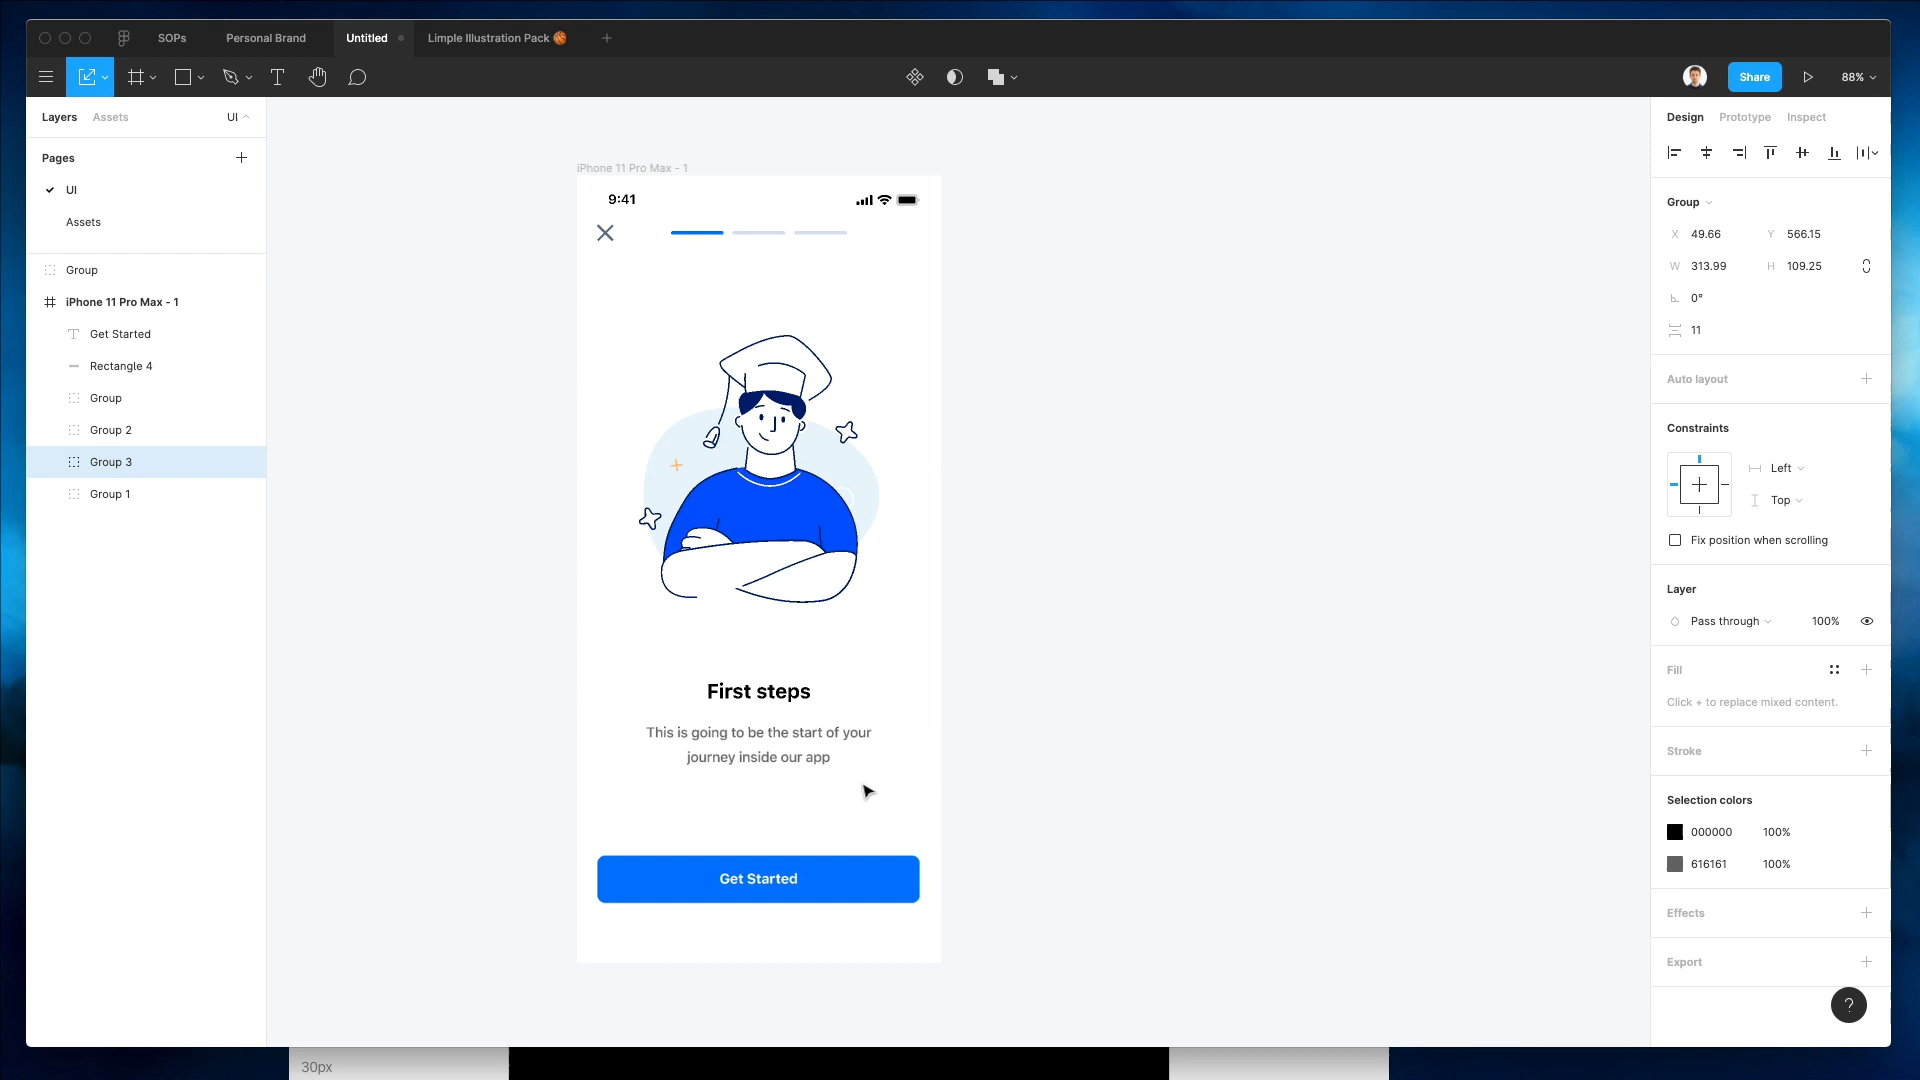 SOPs
Personal Brand
Untitled
Limple Illustration Pack 🏀
Share
88%
Layers
Assets
UI
Pages
UI
Assets
Group
iPhone 11 Pro Max - 1
Get Started
Rectangle 4
Group
Group 2
Group 3
Group 1
iPhone 11 Pro Max - 1
9:41
First steps
This is going to be the start of your
journey inside our app
Get Started
Design
Prototype
Inspect
Group
X 49.66 Y 566.15
W 313.99 H 109.25
0°
11
Auto layout
Constraints
Left
Top
Fix position when scrolling
Layer
Pass through 100%
Fill
Click + to replace mixed content.
Stroke
Selection colors
000000 100%
616161 100%
Effects
Export
?
30px